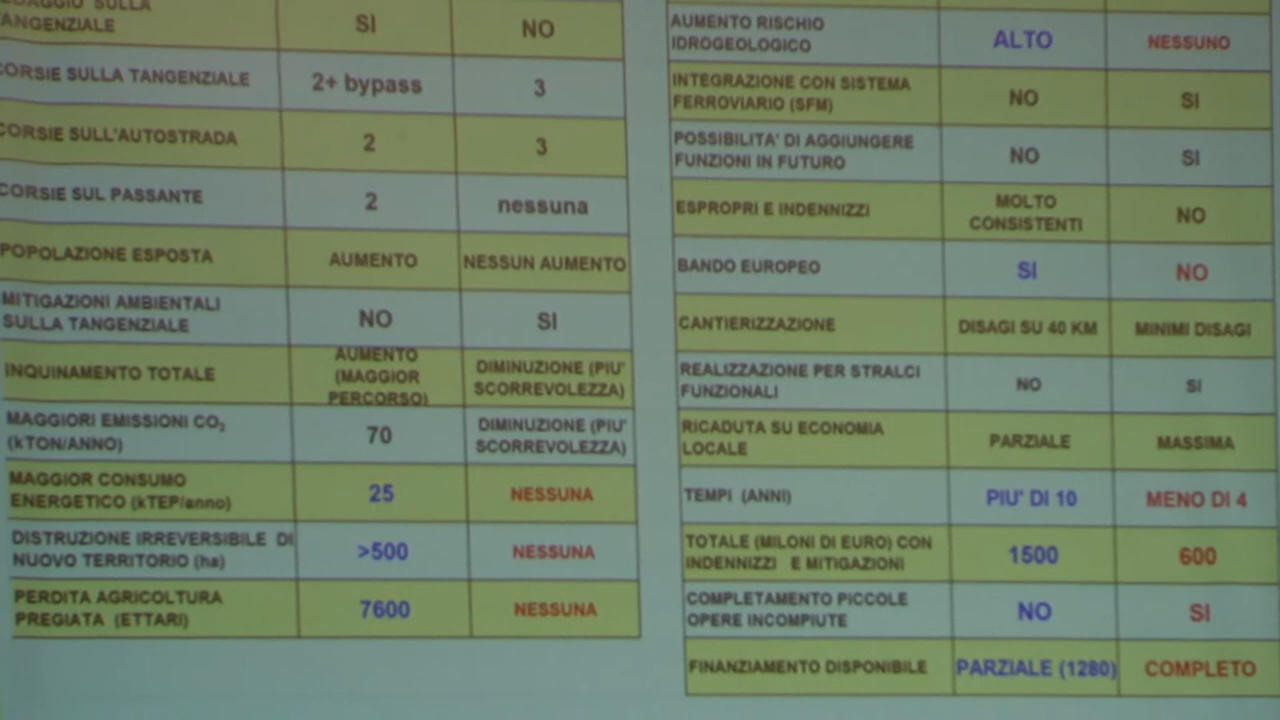 SULLA
TANGENZIALE SI NO
CORSIE SULLA TANGENZIALE 2+ bypass 3
CORSIE SULL'AUTOSTRADA 2 3
CORSIE SUL PASSANTE 2 nessuna
POPOLAZIONE ESPOSTA AUMENTO NESSUN AUMENTO
MITIGAZIONI AMBIENTALI
SULLA TANGENZIALE NO SI
INQUINAMENTO TOTALE
AUMENTO
(MAGGIOR
PERCORSO)
DIMINUZIONE (PIU'
SCORREVOLEZZA)
MAGGIORI EMISSIONI CO₂
(kTON/ANNO) 70
DIMINUZIONE (PIU'
SCORREVOLEZZA)
MAGGIOR CONSUMO
ENERGETICO (kTEP/anno) 25 NESSUNA
DISTRUZIONE IRREVERSIBILE DI
NUOVO TERRITORIO (ha) >500 NESSUNA
PERDITA AGRICOLTURA
PREGIATA (ETTARI) 7600 NESSUNA
AUMENTO RISCHIO
IDROGEOLOGICO ALTO NESSUNO
INTEGRAZIONE CON SISTEMA
FERROVIARIO (SFM) NO SI
POSSIBILITA' DI AGGIUNGERE
FUNZIONI IN FUTURO NO SI
ESPROPRI E INDENNIZZI
MOLTO
CONSISTENTI
NO
BANDO EUROPEO SI NO
CANTIERIZZAZIONE DISAGI SU 40 KM MINIMI DISAGI
REALIZZAZIONE PER STRALCI
FUNZIONALI NO SI
RICADUTA SU ECONOMIA
LOCALE PARZIALE MASSIMA
TEMPI (ANNI) PIU' DI 10 MENO DI 4
TOTALE (MILONI DI EURO) CON
INDENNIZZI E MITIGAZIONI 1500 600
COMPLETAMENTO PICCOLE
OPERE INCOMPIUTE NO SI
FINANZIAMENTO DISPONIBILE PARZIALE (1280) COMPLETO